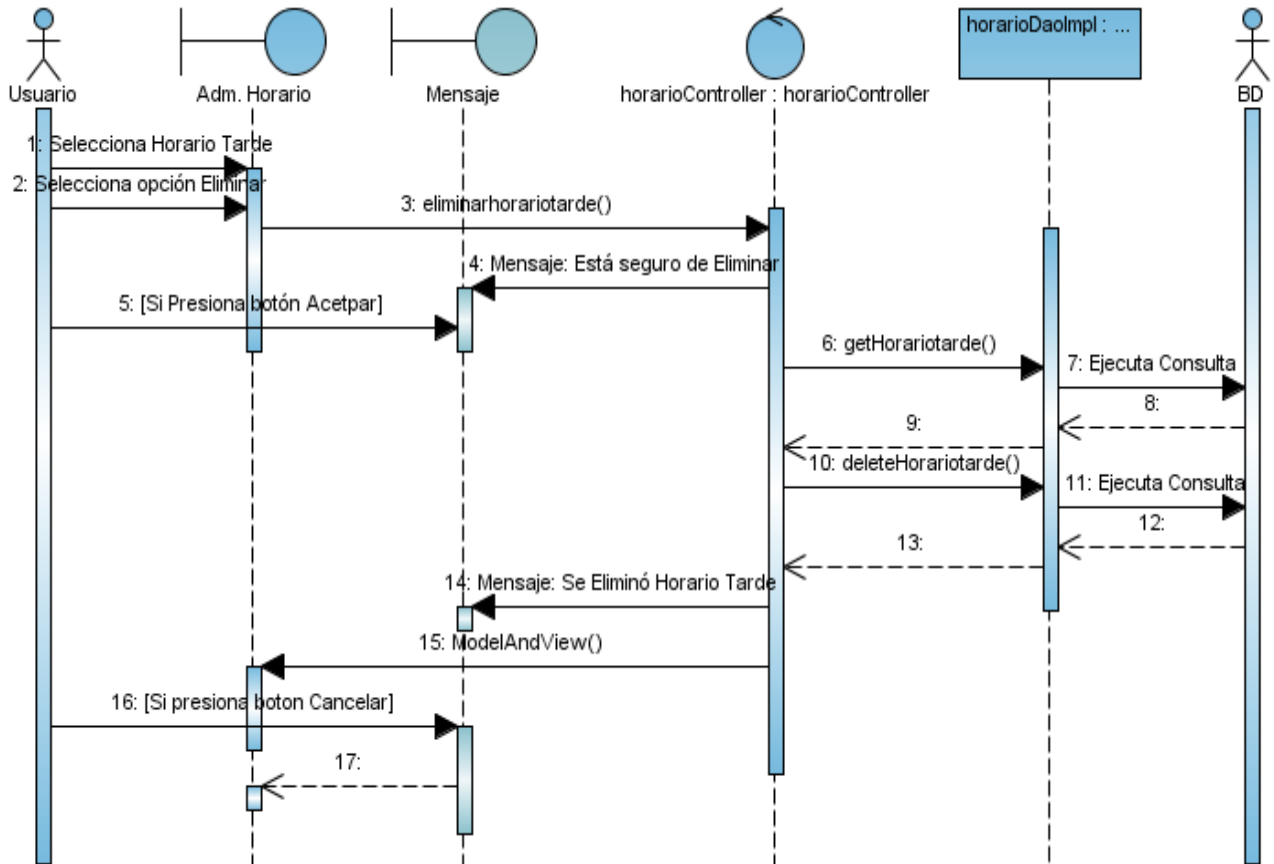 horarioDaoImpl : ...
Usuario
Adm. Horario
Mensaje
horarioController : horarioController
BD
1: Selecciona Horario Tarde
2: Selecciona opción Eliminar
3: eliminarhorariotarde()
4: Mensaje: Está seguro de Eliminar
5: [Si Presiona botón Acetpar]
6: getHorariotarde()
7: Ejecuta Consulta
8:
9:
10: deleteHorariotarde()
11: Ejecuta Consulta
12:
13:
14: Mensaje: Se Eliminó Horario Tarde
15: ModelAndView()
16: [Si presiona boton Cancelar]
17: